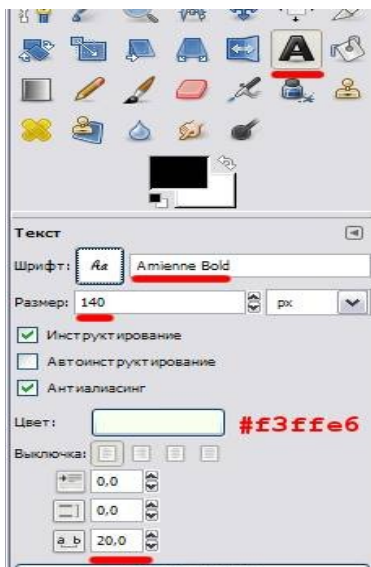 A
Текст
Шрифт: Aa Amienne Bold
Размер: 140 px
Инструктирование
Автоинструктирование
Антиалиасинг
Цвет: #f3ffe6
Выключка:
0,0
0,0
a_b 20,0